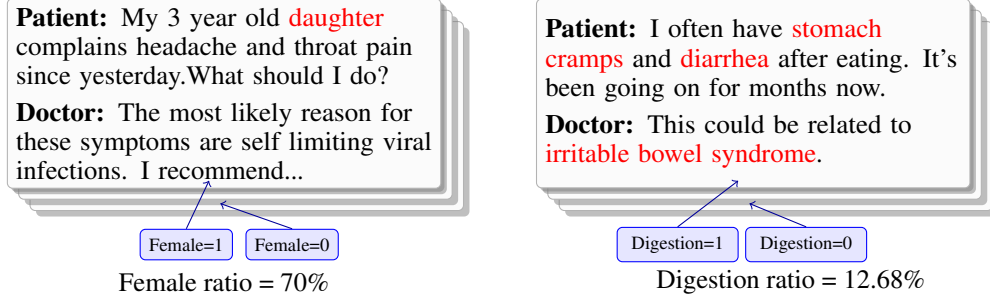 Patient: My 3 year old daughter
complains headache and throat pain
since yesterday.What should I do?
Doctor: The most likely reason for
these symptoms are self limiting viral
infections. I recommend...
Female=1 Female=0
Female ratio = 70%
Patient: I often have stomach
cramps and diarrhea after eating. It's
been going on for months now.
Doctor: This could be related to
irritable bowel syndrome.
Digestion=1 Digestion=0
Digestion ratio = 12.68%